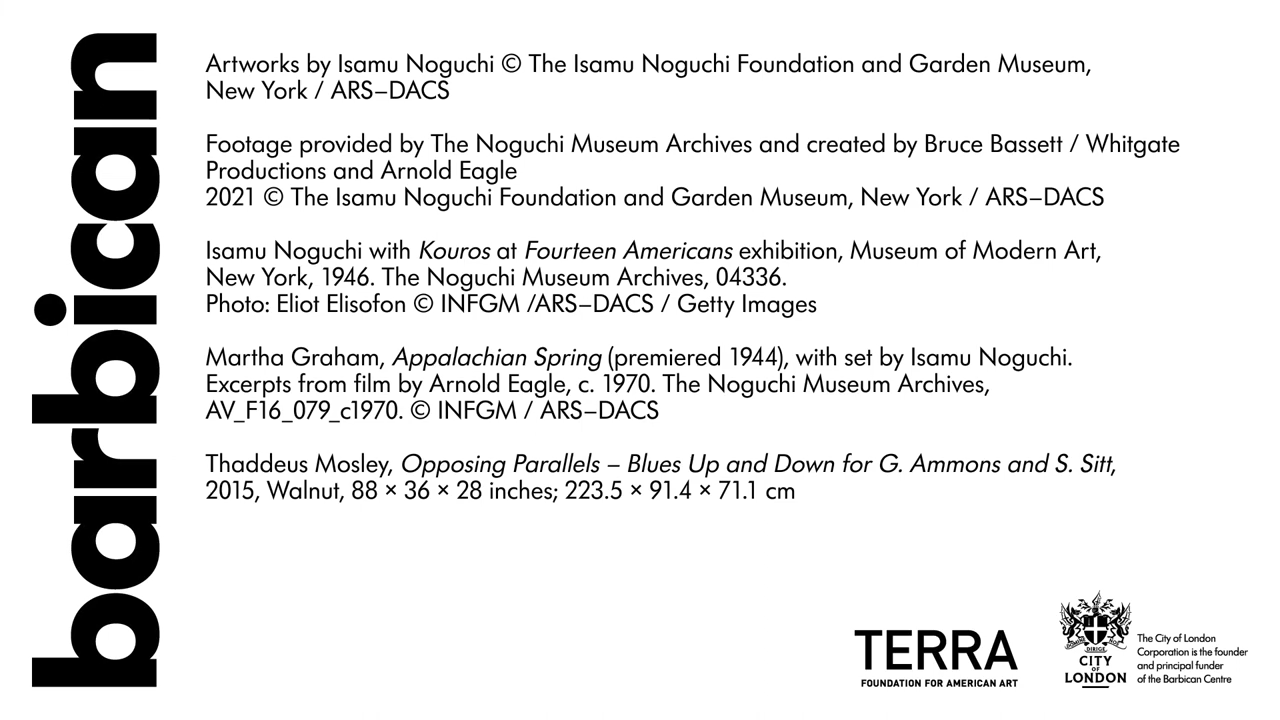 barbican
Artworks by Isamu Noguchi © The Isamu Noguchi Foundation and Garden Museum,
New York / ARS–DACS
Footage provided by The Noguchi Museum Archives and created by Bruce Bassett / Whitgate
Productions and Arnold Eagle
2021 © The Isamu Noguchi Foundation and Garden Museum, New York / ARS–DACS
Isamu Noguchi with Kouros at Fourteen Americans exhibition, Museum of Modern Art,
New York, 1946. The Noguchi Museum Archives, 04336.
Photo: Eliot Elisofon © INFGM /ARS–DACS / Getty Images
Martha Graham, Appalachian Spring (premiered 1944), with set by Isamu Noguchi.
Excerpts from film by Arnold Eagle, c. 1970. The Noguchi Museum Archives,
AV_F16_079_c1970. © INFGM / ARS–DACS
Thaddeus Mosley, Opposing Parallels – Blues Up and Down for G. Ammons and S. Sitt,
2015, Walnut, 88 × 36 × 28 inches; 223.5 × 91.4 × 71.1 cm
TERRA
FOUNDATION FOR AMERICAN ART
CITY
OF
LONDON
The City of London
Corporation is the founder
and principal funder
of the Barbican Centre